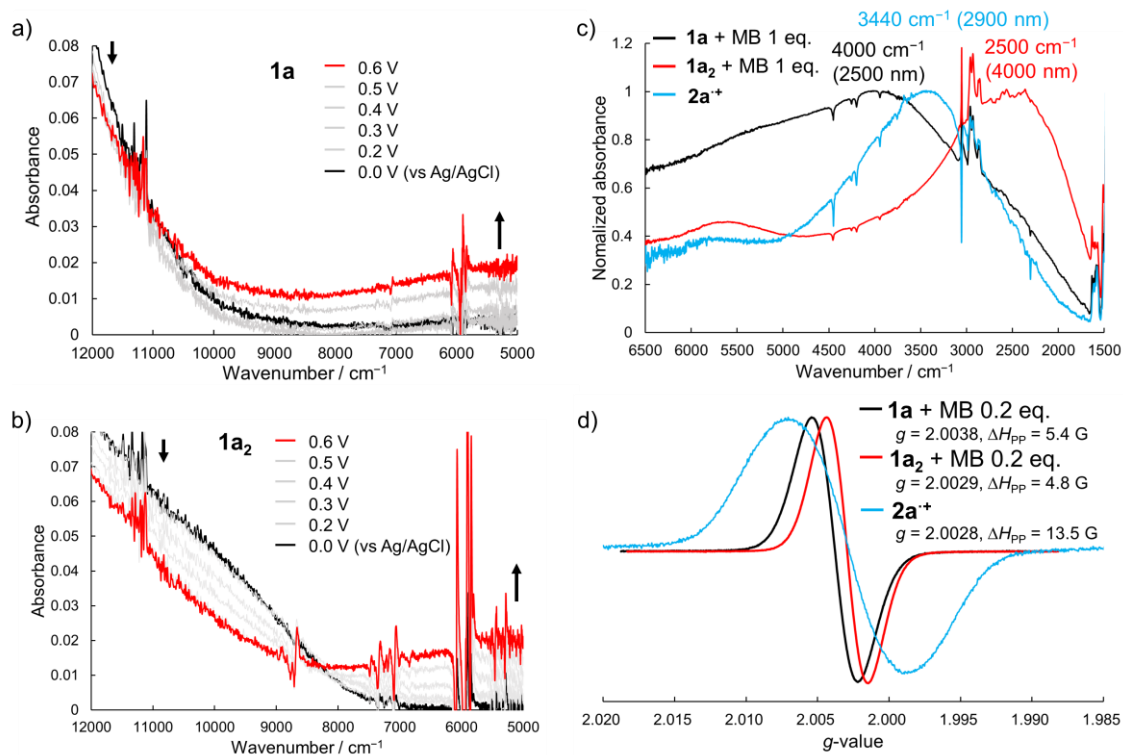 a)
1a
0.6 V
0.5 V
0.4 V
0.3 V
0.2 V
0.0 V (vs Ag/AgCl)
Absorbance
0.08
0.07
0.06
0.05
0.04
0.03
0.02
0.01
0
12000 11000 10000 9000 8000 7000 6000 5000
Wavenumber / cm⁻¹
b)
1a₂
0.6 V
0.5 V
0.4 V
0.3 V
0.2 V
0.0 V (vs Ag/AgCl)
Absorbance
0.08
0.07
0.06
0.05
0.04
0.03
0.02
0.01
0
12000 11000 10000 9000 8000 7000 6000 5000
Wavenumber / cm⁻¹
c)
3440 cm⁻¹ (2900 nm)
1a + MB 1 eq.
1a₂ + MB 1 eq.
2a·⁺
4000 cm⁻¹
(2500 nm)
2500 cm⁻¹
(4000 nm)
Nomalized absorbance
1.2
1
0.8
0.6
0.4
0.2
0
6500 6000 5500 5000 4500 4000 3500 3000 2500 2000 1500
Wavenumber / cm⁻¹
d)
1a + MB 0.2 eq.
g = 2.0038, ΔHPP = 5.4 G
1a₂ + MB 0.2 eq.
g = 2.0029, ΔHPP = 4.8 G
2a·⁺
g = 2.0028, ΔHPP = 13.5 G
2.020 2.015 2.010 2.005 2.000 1.995 1.990 1.985
g-value